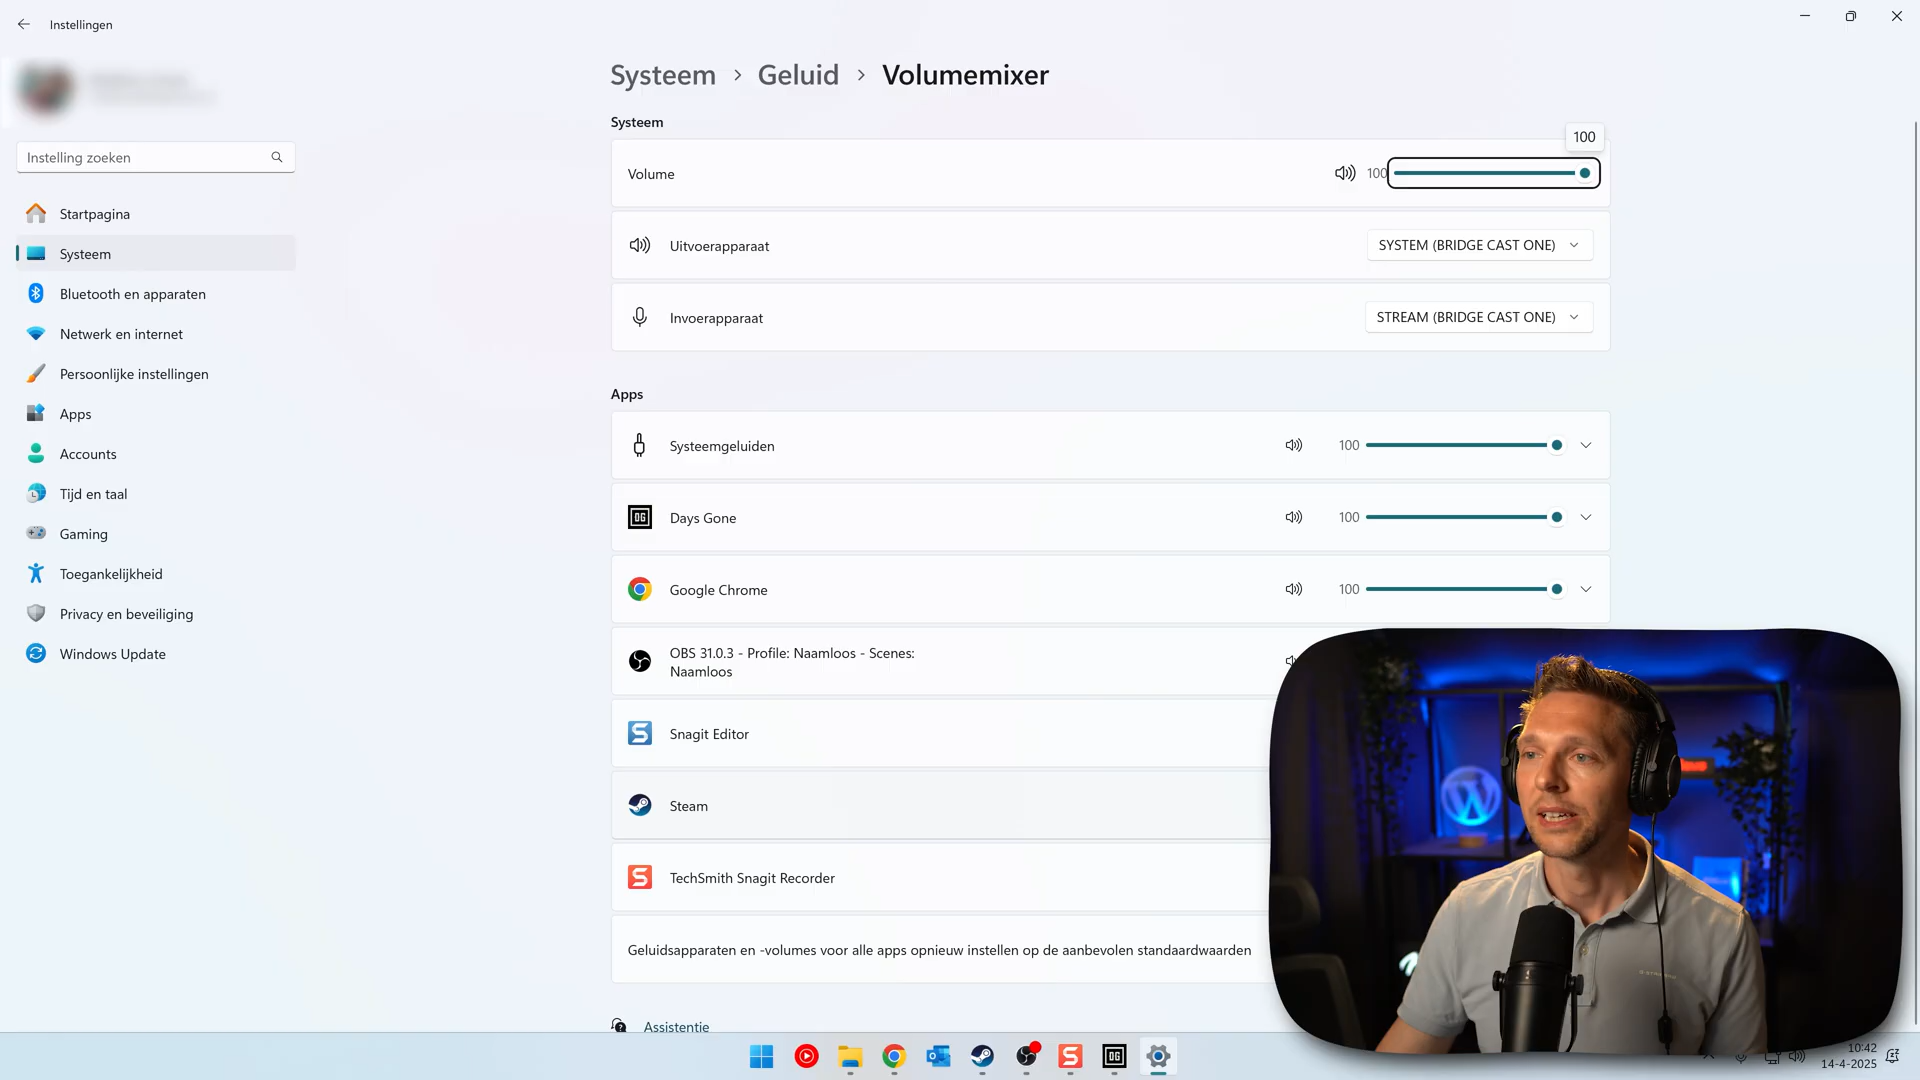 Instellingen
Systeem > Geluid > Volumemixer
Instelling zoeken
Startpagina
Systeem
Bluetooth en apparaten
Netwerk en internet
Persoonlijke instellingen
Apps
Accounts
Tijd en taal
Gaming
Toegankelijkheid
Privacy en beveiliging
Windows Update
Systeem
100
Volume
100
Uitvoerapparaat
SYSTEM (BRIDGE CAST ONE)
Invoerapparaat
STREAM (BRIDGE CAST ONE)
Apps
Systeemgeluiden
100
Days Gone
100
Google Chrome
100
OBS 31.0.3 - Profile: Naamloos - Scenes:
Naamloos
Snagit Editor
Steam
TechSmith Snagit Recorder
Geluidsapparaten en -volumes voor alle apps opnieuw instellen op de aanbevolen standaardwaarden
Assistentie
10:42
14-4-2025